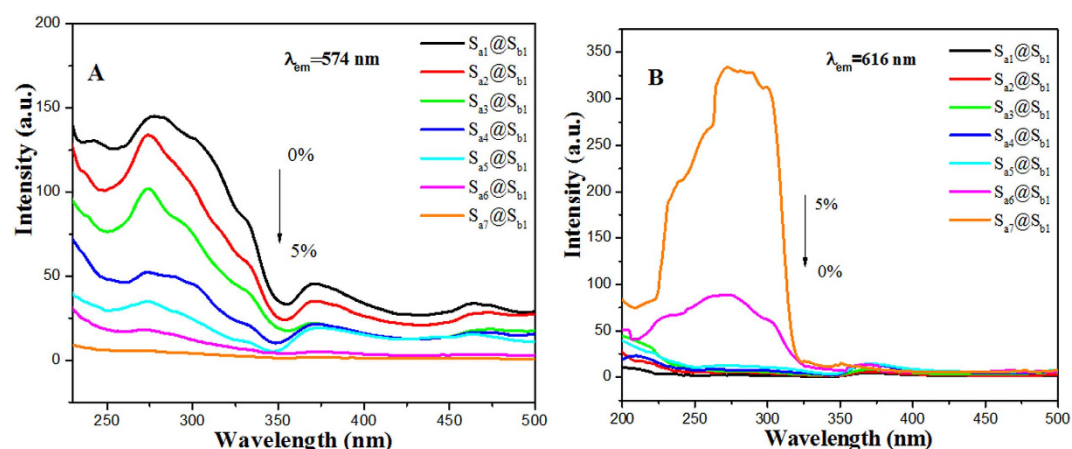 A
λem=574 nm
Sa1@Sb1
Sa2@Sb1
Sa3@Sb1
Sa4@Sb1
Sa5@Sb1
Sa6@Sb1
Sa7@Sb1
0%
5%
200
150
100
50
0
Intensity (a.u.)
250 300 350 400 450 500
Wavelength (nm)
B
λem=616 nm
Sa1@Sb1
Sa2@Sb1
Sa3@Sb1
Sa4@Sb1
Sa5@Sb1
Sa6@Sb1
Sa7@Sb1
5%
0%
350
300
250
200
150
100
50
0
Intensity (a.u.)
200 250 300 350 400 450 500
Wavelength (nm)